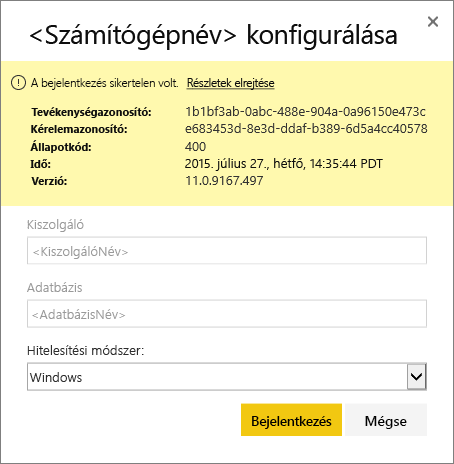 <Számítógépnév> konfigurálása
A bejelentkezés sikertelen volt. Részletek elrejtése
Tevékenységazonosító: 1b1bf3ab-0abc-488e-904a-0a96150e473c
Kérelemazonosító: e683453d-8e3d-ddaf-b389-6d5a4cc40578
Állapotkód: 400
Idő: 2015. július 27., hétfő, 14:35:44 PDT
Verzió: 11.0.9167.497
Kiszolgáló
<KiszolgálóNév>
Adatbázis
<AdatbázisNév>
Hitelesítési módszer:
Windows
Bejelentkezés Mégse